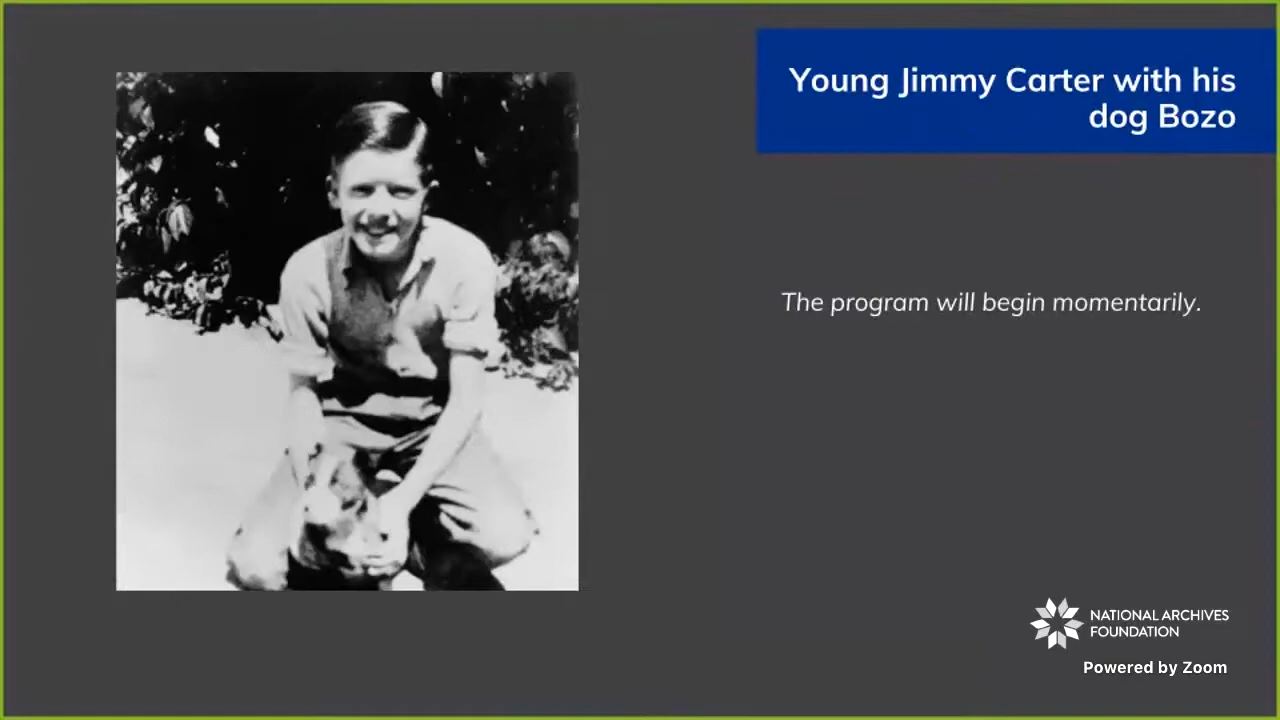 Young Jimmy Carter with his
dog Bozo
The program will begin momentarily.
NATIONAL ARCHIVES
FOUNDATION
Powered by Zoom